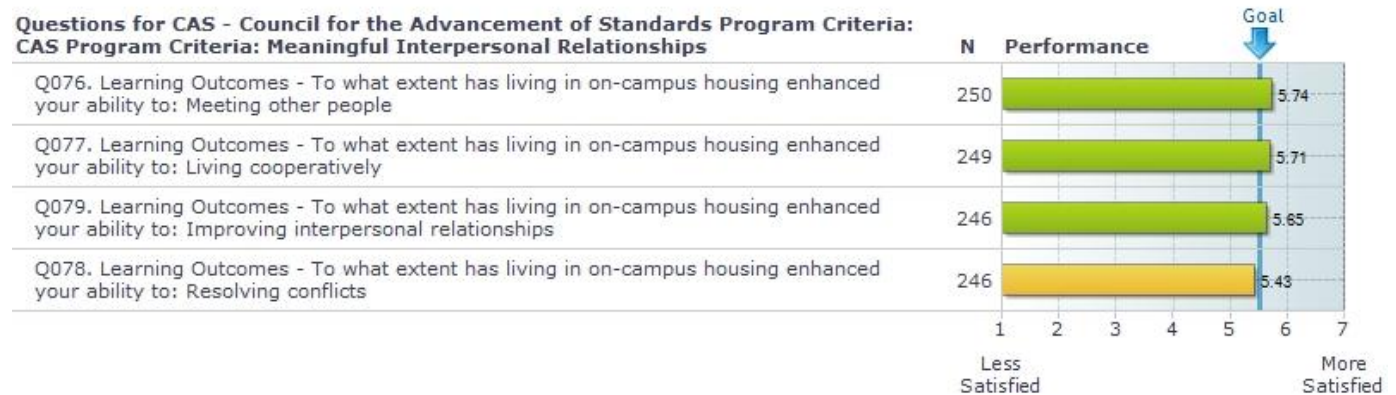 Goal
Questions for CAS - Council for the Advancement of Standards Program Criteria:
CAS Program Criteria: Meaningful Interpersonal Relationships
N Performance
Q076. Learning Outcomes - To what extent has living in on-campus housing enhanced
your ability to: Meeting other people
250
5.74
Q077. Learning Outcomes - To what extent has living in on-campus housing enhanced
your ability to: Living cooperatively
249
5.71
Q079. Learning Outcomes - To what extent has living in on-campus housing enhanced
your ability to: Improving interpersonal relationships
246
5.65
Q078. Learning Outcomes - To what extent has living in on-campus housing enhanced
your ability to: Resolving conflicts
246
5.43
1 2 3 4 5 6 7
Less
Satisfied
More
Satisfied